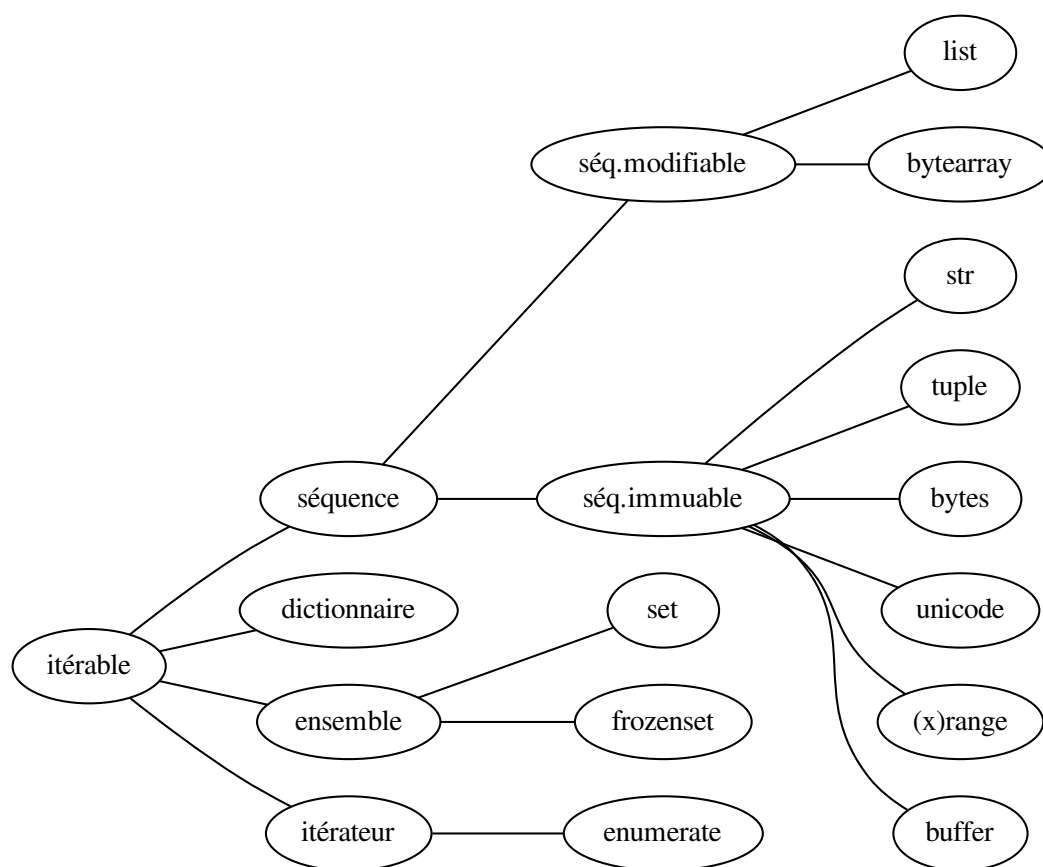 list
séq.modifiable
bytearray
str
tuple
séquence
séq.immuable
bytes
dictionnaire
set
unicode
itérable
ensemble
frozenset
(x)range
itérateur
enumerate
buffer